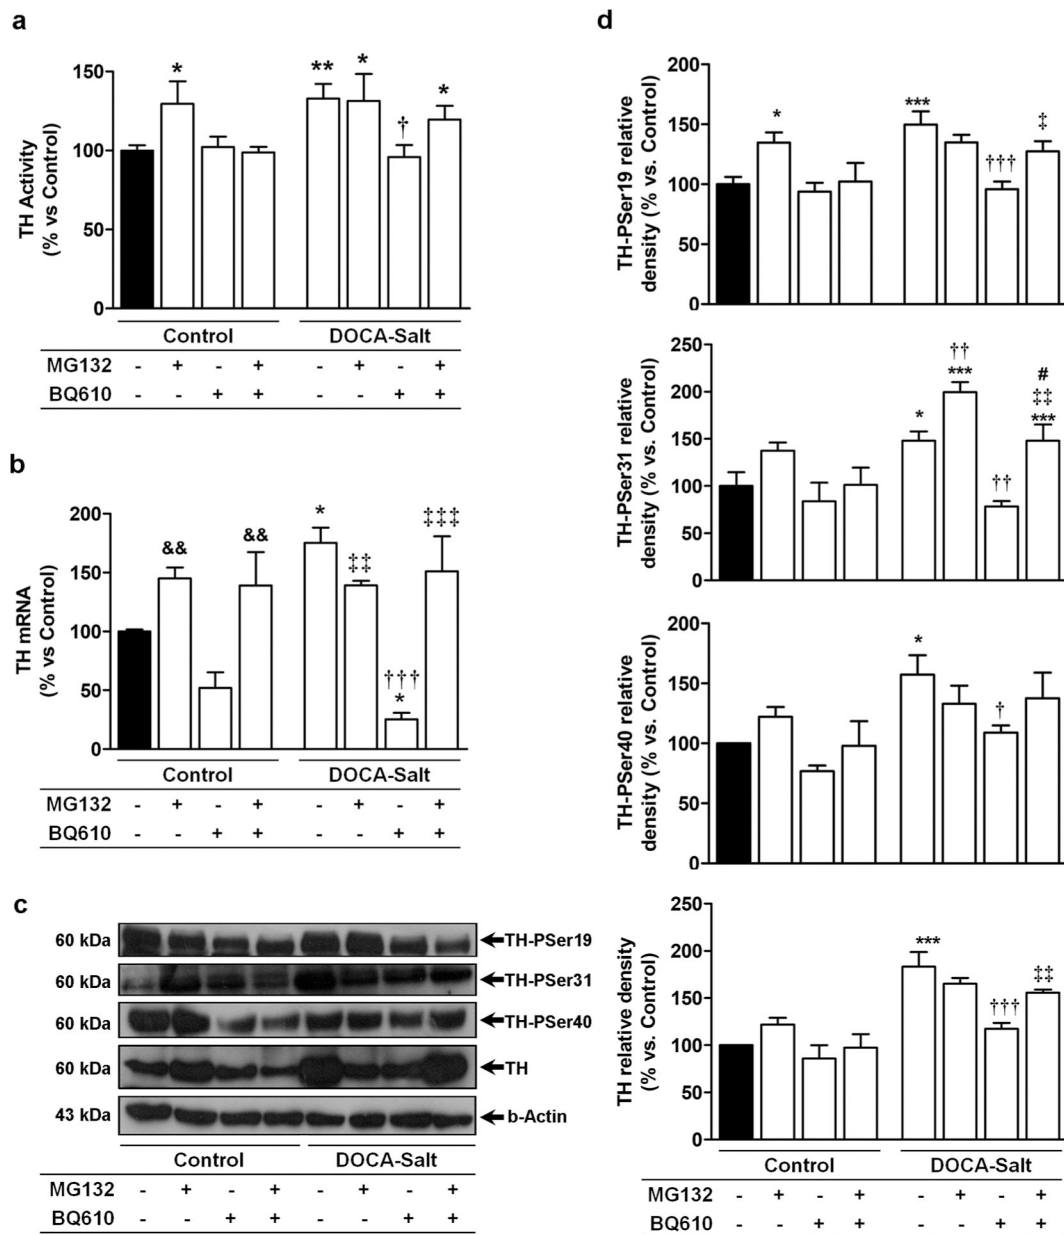 a
TH Activity
(% vs Control)
150
100
50
0
* ** * † *
Control DOCA-Salt
MG132 - + - + - + - +
BQ610 - - + + - - + +
b
TH mRNA
(% vs Control)
200
150
100
50
0
&& && * ‡‡ †††
* ‡‡‡
Control DOCA-Salt
MG132 - + - + - + - +
BQ610 - - + + - - + +
c
60 kDa TH-PSer19
60 kDa TH-PSer31
60 kDa TH-PSer40
60 kDa TH
43 kDa b-Actin
Control DOCA-Salt
MG132 - + - + - + - +
BQ610 - - + + - - + +
d
TH-PSer19 relative
density (% vs. Control)
200
150
100
50
0
* *** ††† ‡
TH-PSer31 relative
density (% vs. Control)
250
200
150
100
50
0
* ††
*** †† #
‡‡
***
TH-PSer40 relative
density (% vs. Control)
200
150
100
50
0
* †
TH relative density
(% vs. Control)
250
200
150
100
50
0
*** ††† ‡‡
Control DOCA-Salt
MG132 - + - + - + - +
BQ610 - - + + - - + +